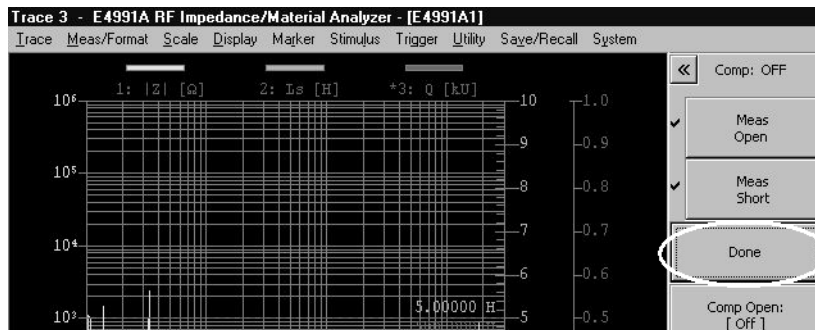 Trace 3 - E4991A RF Impedance/Material Analyzer - [E4991A1]
Trace Meas/Format Scale Display Marker Stimulus Trigger Utility Save/Recall System
« Comp: OFF
1: |Z| [Ω] 2: Ls [H] *3: Q [kU]
10⁶ 10 1.0
Meas
Open
9 0.9
10⁵
8 0.8
Meas
Short
7 0.7
10⁴
Done
6 0.6
5.00000 H
10³ 5 0.5
Comp Open:
[ Off ]